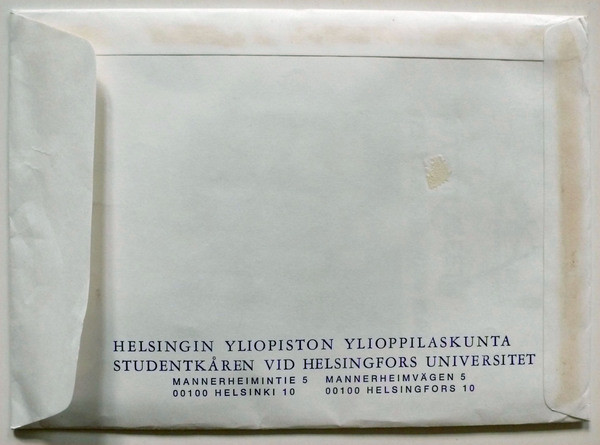 HELSINGIN YLIOPISTON YLIOPPILASKUNTA
STUDENTKÅREN VID HELSINGFORS UNIVERSITET
MANNERHEIMINTIE 5 MANNERHEIMVÄGEN 5
00100 HELSINKI 10 00100 HELSINGFORS 10